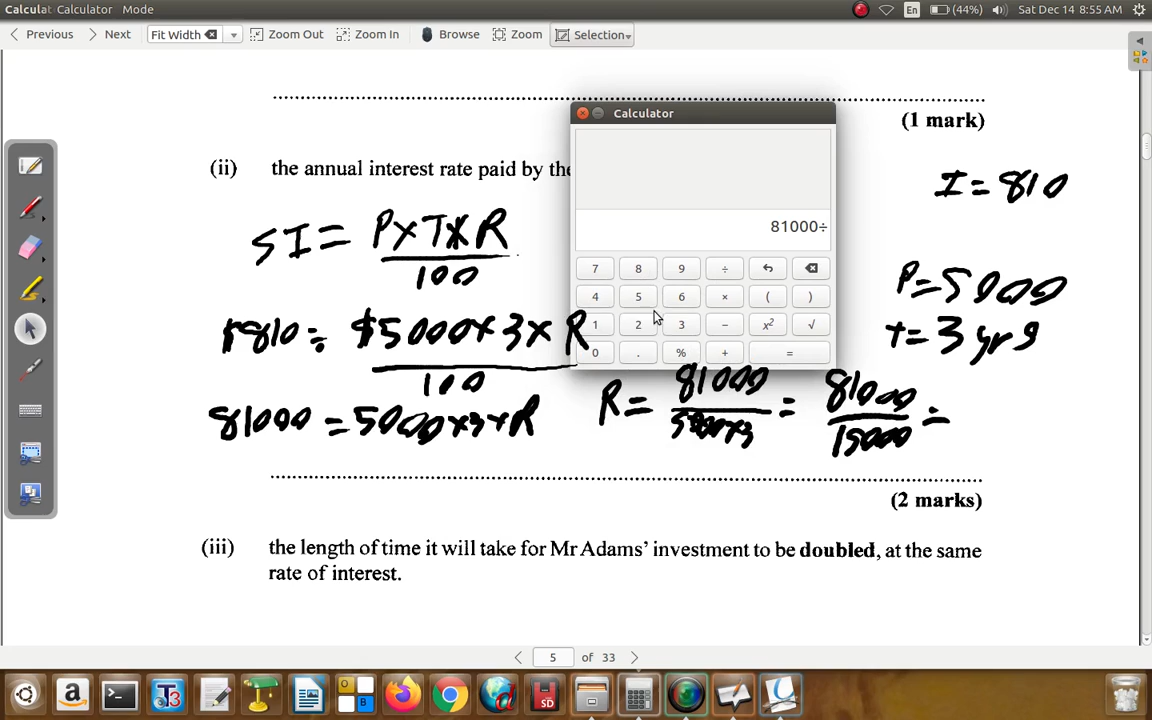 Calculat Calculator Mode En (44%) Sat Dec 14 8:55 AM
Previous Next Fit Width Zoom Out Zoom In Browse Zoom Selection
(1 mark)
Calculator
81000÷
7 8 9 ÷
4 5 6 × ( )
1 2 3 − x² √
0 . % + =
(ii) the annual interest rate paid by the
I = 810
SI = P×T×R
100
P = 5000
$810 = $5000 × 3 × R
100
t = 3 yrs
81000 = 5000×3×R
R = 81000 = 81000 =
5000×3 15000
(2 marks)
(iii) the length of time it will take for Mr Adams' investment to be doubled, at the same
rate of interest.
5 of 33
a T3 SD